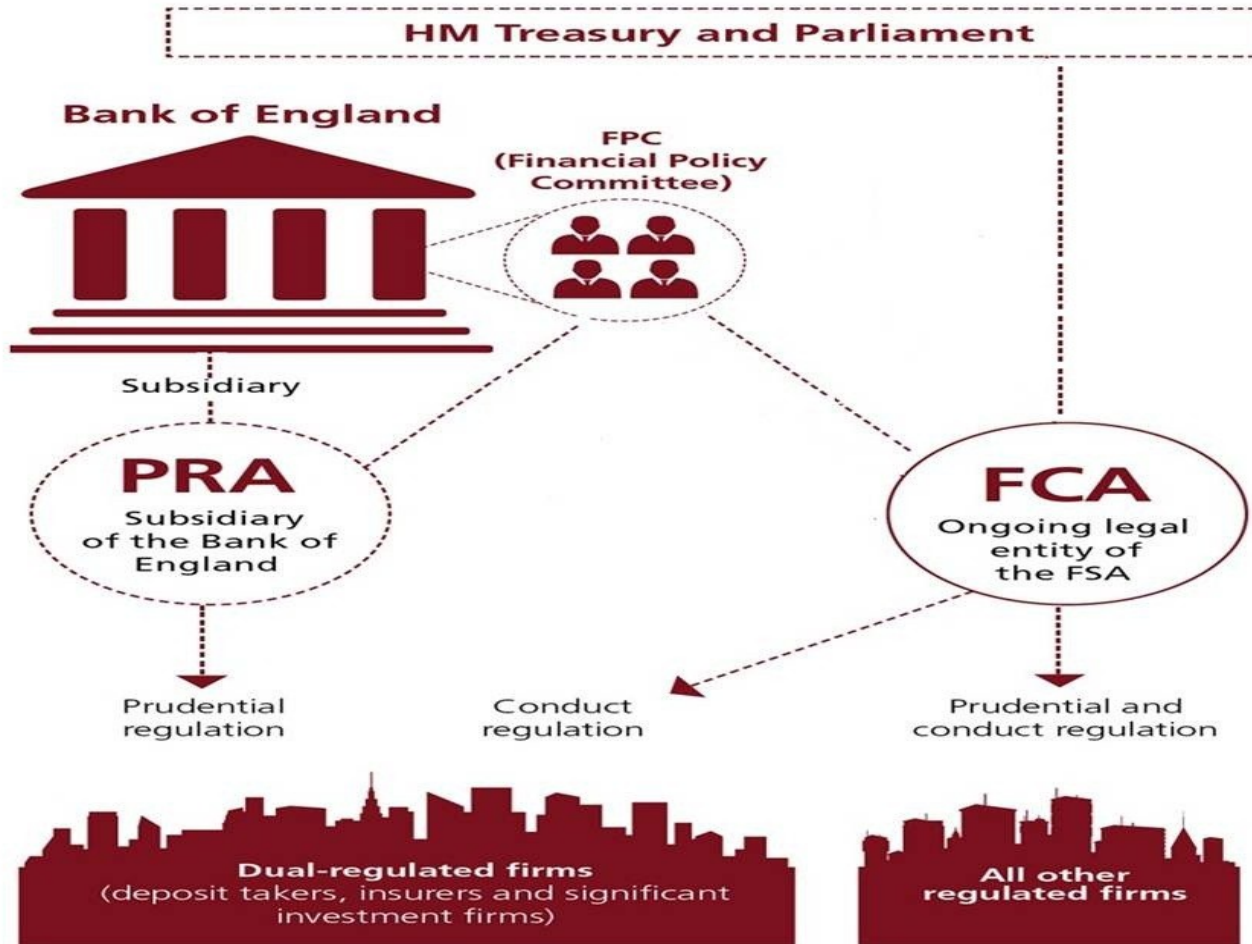 HM Treasury and Parliament
Bank of England
FPC
(Financial Policy
Committee)
Subsidiary
PRA
Subsidiary
of the Bank of
England
FCA
Ongoing legal
entity of
the FSA
Prudential
regulation
Conduct
regulation
Prudential and
conduct regulation
Dual-regulated firms
(deposit takers, insurers and significant
investment firms)
All other
regulated firms